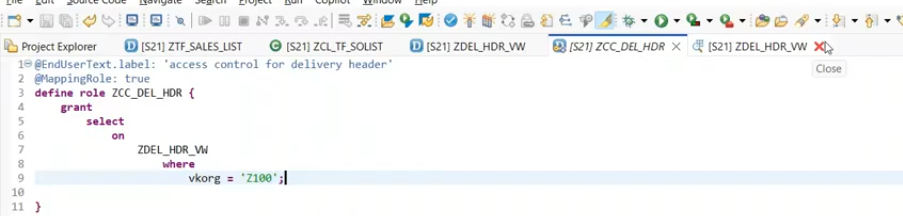 File Edit Source Code Navigate Search Project Run Copilot Window Help
Project Explorer [S21] ZTF_SALES_LIST [S21] ZCL_TF_SOLIST [S21] ZDEL_HDR_VW [S21] ZCC_DEL_HDR [S21] ZDEL_HDR_VW
Close
1 @EndUserText.label: 'access control for delivery header'
2 @MappingRole: true
3 define role ZCC_DEL_HDR {
4 grant
5 select
6 on
7 ZDEL_HDR_VW
8 where
9 vkorg = 'Z100';
10
11 }